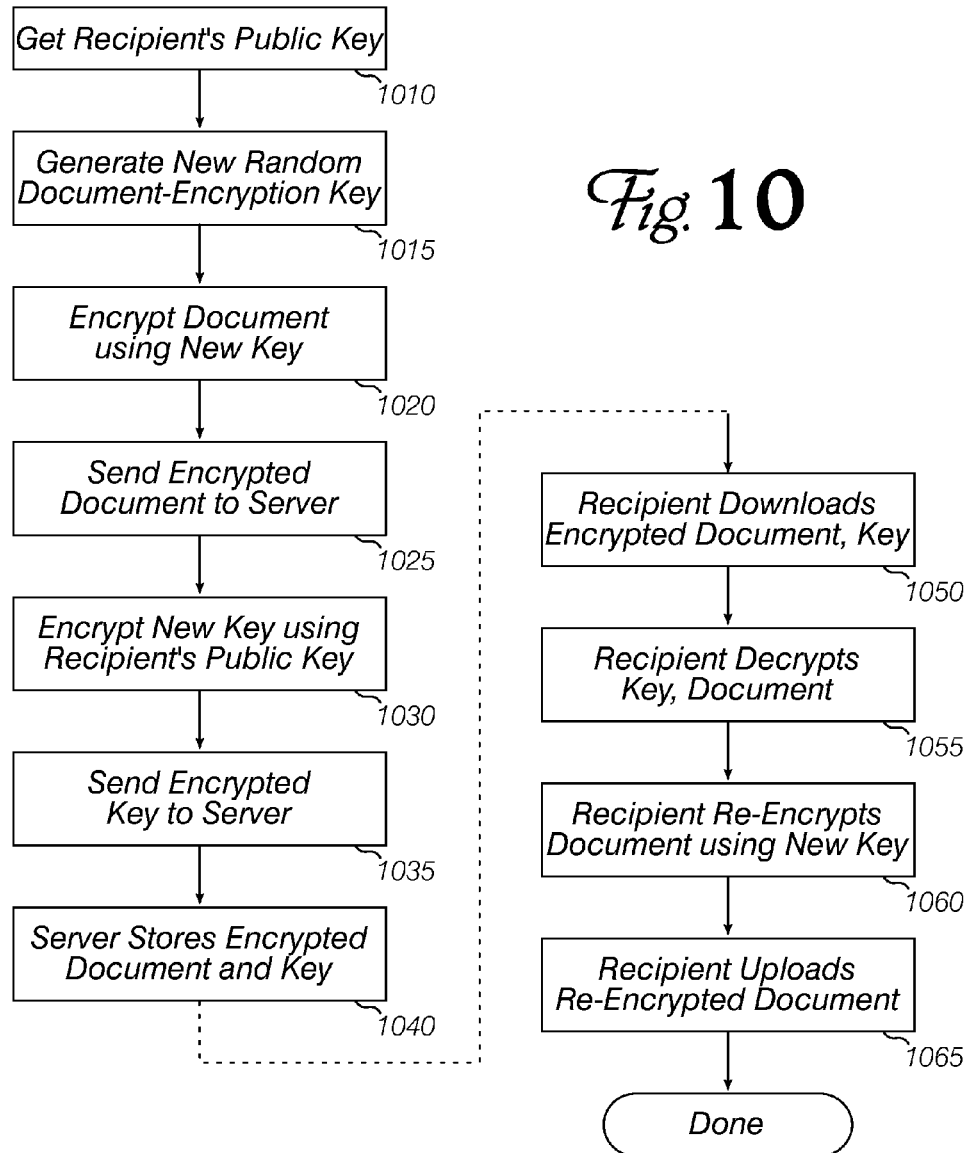 Get Recipient's Public Key
1010
Generate New Random
Document-Encryption Key
1015
Encrypt Document
using New Key
1020
Send Encrypted
Document to Server
1025
Encrypt New Key using
Recipient's Public Key
1030
Send Encrypted
Key to Server
1035
Server Stores Encrypted
Document and Key
1040
Fig. 10
Recipient Downloads
Encrypted Document, Key
1050
Recipient Decrypts
Key, Document
1055
Recipient Re-Encrypts
Document using New Key
1060
Recipient Uploads
Re-Encrypted Document
1065
Done